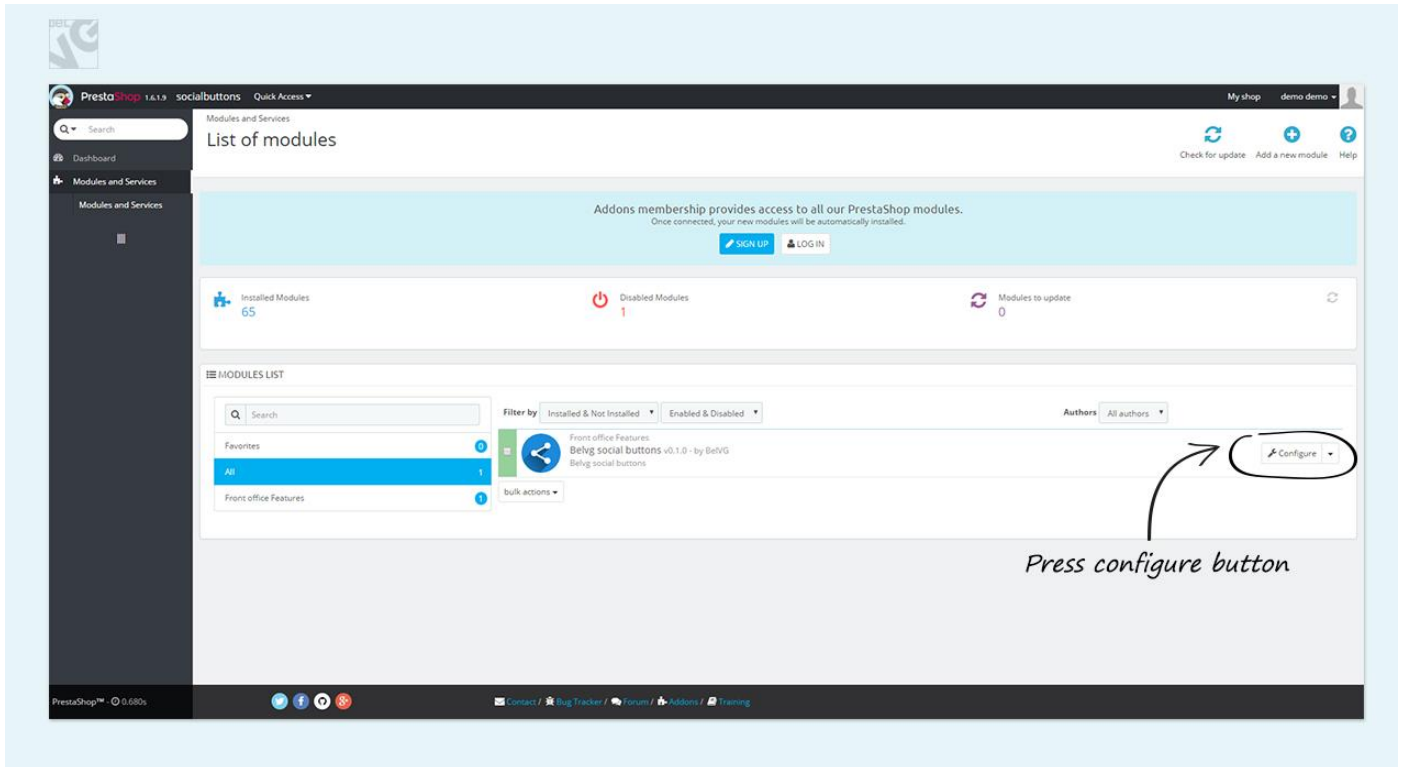 BEL
VG
PrestaShop 1.6.1.9 socialbuttons Quick Access
My shop demo demo
Search
Dashboard
Modules and Services
Modules and Services
Modules and Services
List of modules
Check for update Add a new module Help
Addons membership provides access to all our PrestaShop modules.
Once connected, your new modules will be automatically installed.
SIGN UP LOG IN
Installed Modules
65
Disabled Modules
1
Modules to update
0
MODULES LIST
Search
Favorites 0
All 1
Front office Features 1
Filter by Installed & Not Installed Enabled & Disabled Authors All authors
Front office Features
Belvg social buttons v0.1.0 - by BelVG
Belvg social buttons
Configure
bulk actions
Press configure button
PrestaShop™ - 0.680s
Contact / Bug Tracker / Forum / Addons / Training